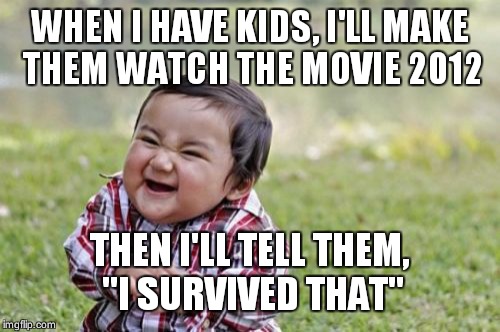 WHEN I HAVE KIDS, I'LL MAKE
THEM WATCH THE MOVIE 2012
THEN I'LL TELL THEM,
"I SURVIVED THAT"
imgflip.com